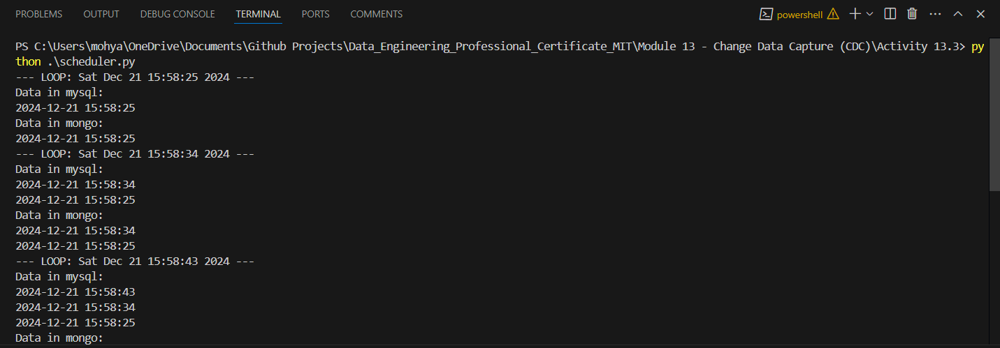 PROBLEMS OUTPUT DEBUG CONSOLE TERMINAL PORTS COMMENTS powershell
PS C:\Users\mohya\OneDrive\Documents\Github Projects\Data_Engineering_Professional_Certificate_MIT\Module 13 - Change Data Capture (CDC)\Activity 13.3> py
thon .\scheduler.py
--- LOOP: Sat Dec 21 15:58:25 2024 ---
Data in mysql:
2024-12-21 15:58:25
Data in mongo:
2024-12-21 15:58:25
--- LOOP: Sat Dec 21 15:58:34 2024 ---
Data in mysql:
2024-12-21 15:58:34
2024-12-21 15:58:25
Data in mongo:
2024-12-21 15:58:34
2024-12-21 15:58:25
--- LOOP: Sat Dec 21 15:58:43 2024 ---
Data in mysql:
2024-12-21 15:58:43
2024-12-21 15:58:34
2024-12-21 15:58:25
Data in mongo: